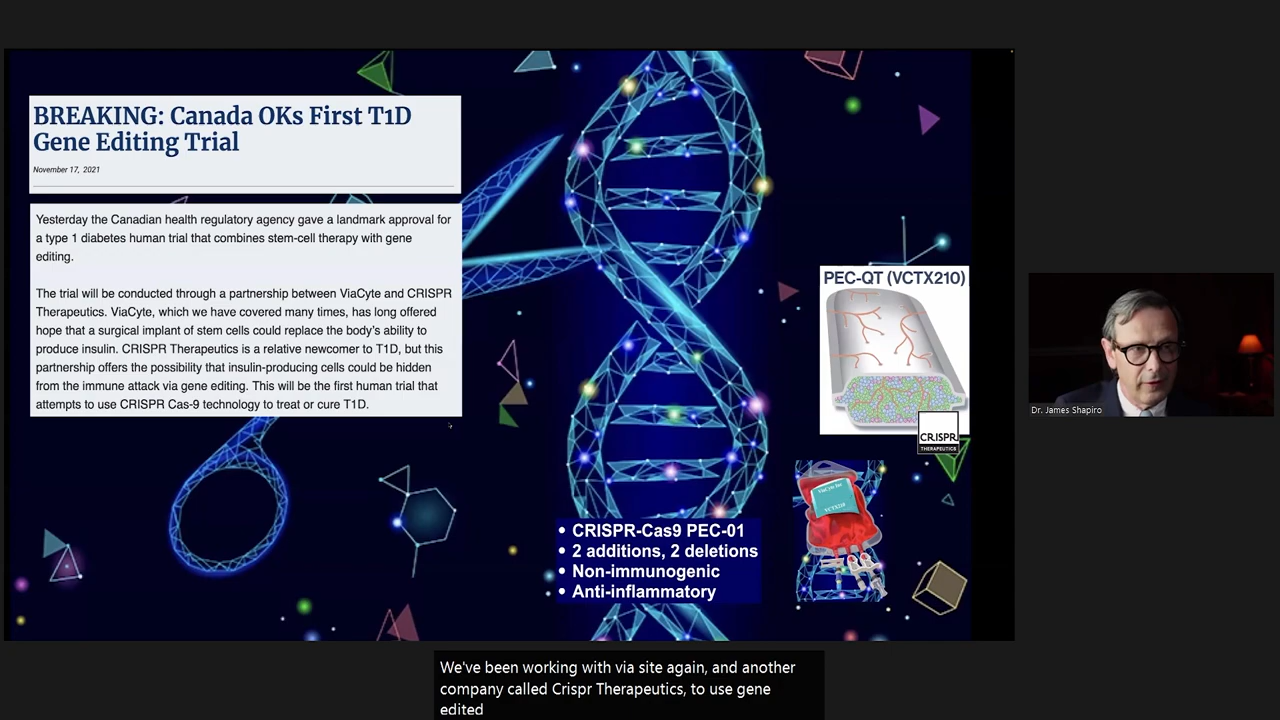 BREAKING: Canada OKs First T1D
Gene Editing Trial
November 17, 2021
Yesterday the Canadian health regulatory agency gave a landmark approval for
a type 1 diabetes human trial that combines stem-cell therapy with gene
editing.
The trial will be conducted through a partnership between ViaCyte and CRISPR
Therapeutics. ViaCyte, which we have covered many times, has long offered
hope that a surgical implant of stem cells could replace the body's ability to
produce insulin. CRISPR Therapeutics is a relative newcomer to T1D, but this
partnership offers the possibility that insulin-producing cells could be hidden
from the immune attack via gene editing. This will be the first human trial that
attempts to use CRISPR Cas-9 technology to treat or cure T1D.
PEC-QT (VCTX210)
CRISPR
THERAPEUTICS
• CRISPR-Cas9 PEC-01
• 2 additions, 2 deletions
• Non-immunogenic
• Anti-inflammatory
ViaCyte
VCTX210
Dr. James Shapiro
We've been working with via site again, and another
company called Crispr Therapeutics, to use gene
edited